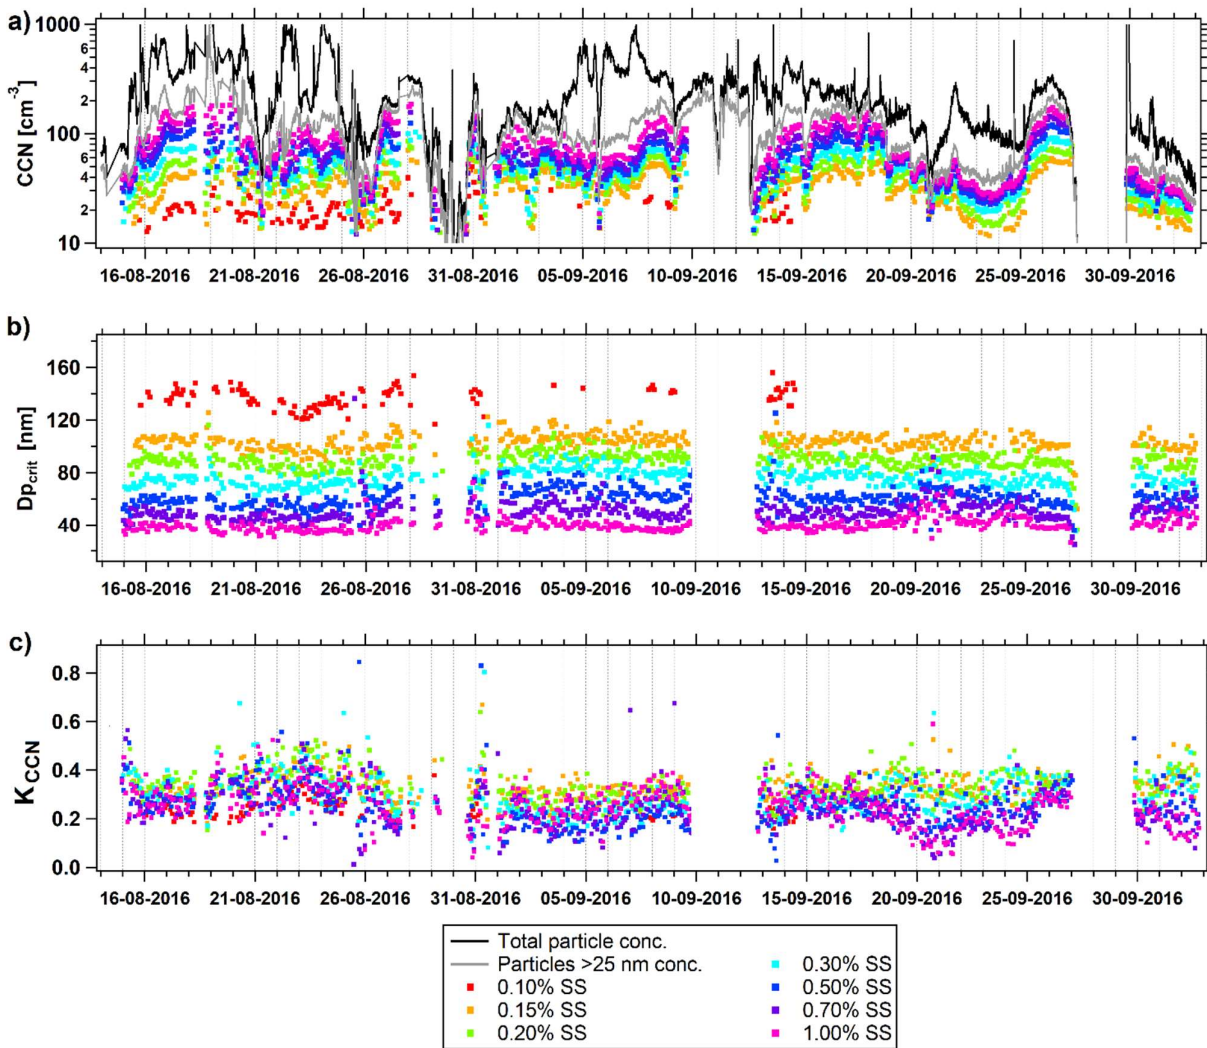 a)
1000
6
4
2
100
6
4
2
10
CCN [cm-3]
16-08-2016 21-08-2016 26-08-2016 31-08-2016 05-09-2016 10-09-2016 15-09-2016 20-09-2016 25-09-2016 30-09-2016
b)
160
120
80
40
Dpcrit [nm]
16-08-2016 21-08-2016 26-08-2016 31-08-2016 05-09-2016 10-09-2016 15-09-2016 20-09-2016 25-09-2016 30-09-2016
c)
0.8
0.6
0.4
0.2
0.0
KCCN
16-08-2016 21-08-2016 26-08-2016 31-08-2016 05-09-2016 10-09-2016 15-09-2016 20-09-2016 25-09-2016 30-09-2016
Total particle conc.
Particles >25 nm conc.
0.10% SS
0.15% SS
0.20% SS
0.30% SS
0.50% SS
0.70% SS
1.00% SS